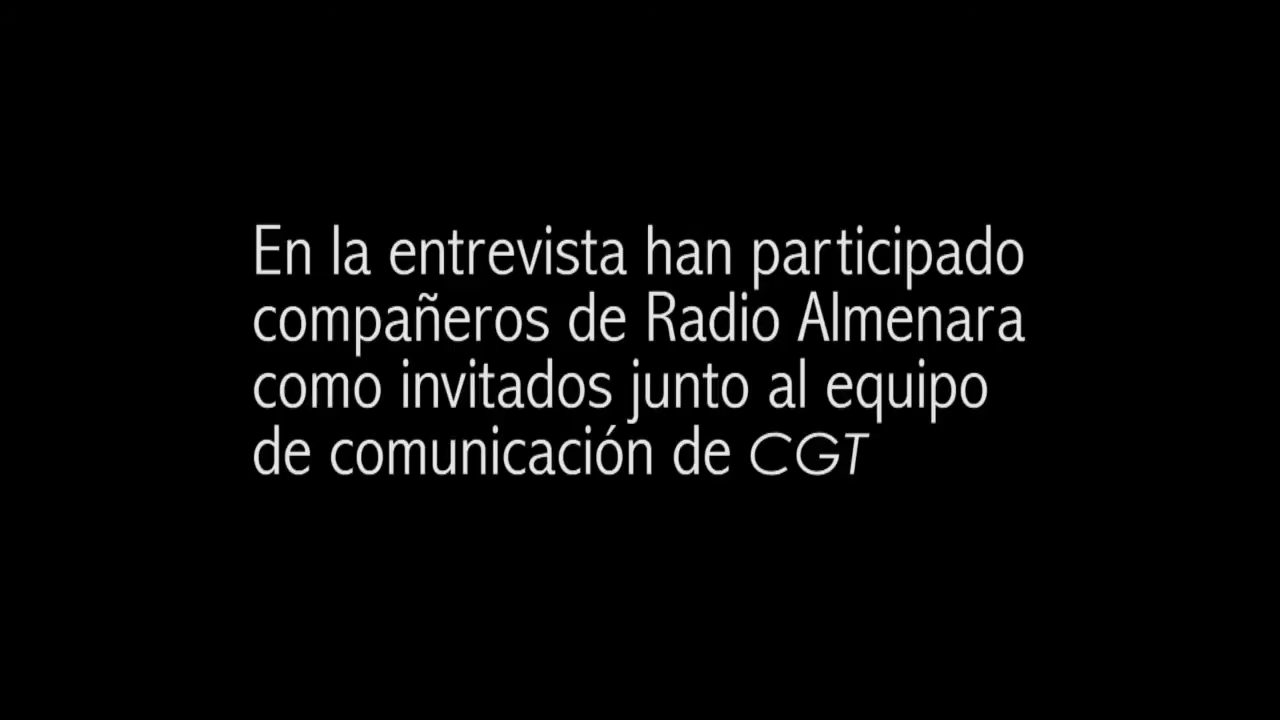 En la entrevista han participado
compañeros de Radio Almenara
como invitados junto al equipo
de comunicación de CGT